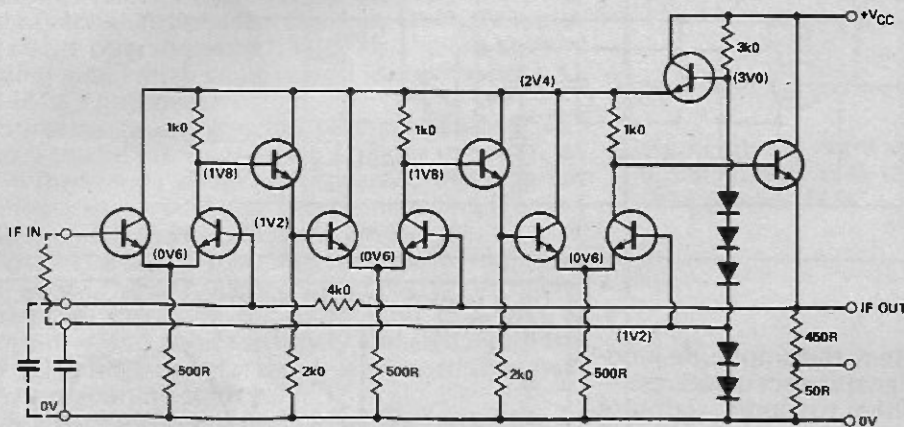 +VCC
3k0
(3V0)
(2V4)
1k0
1k0
1k0
(1V8)
(1V8)
IF IN
(1V2)
(0V6)
(0V6)
(0V6)
4k0
IF OUT
(1V2)
450R
500R
2k0
500R
2k0
500R
50R
0V
0V